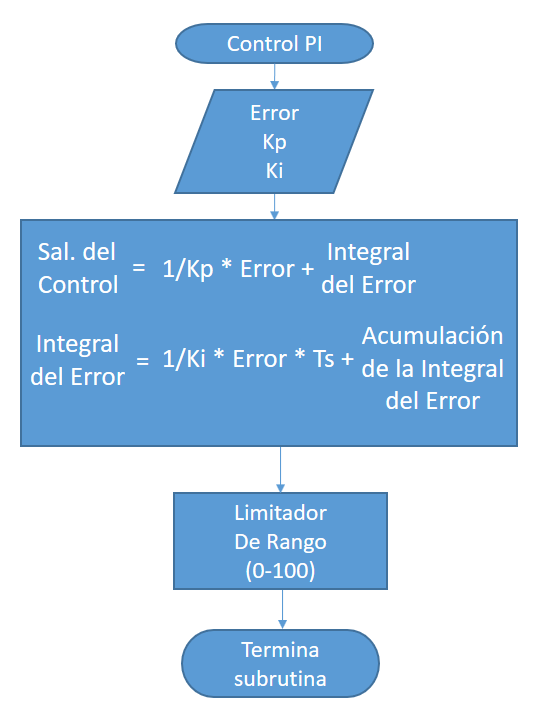 Control PI
Error
Kp
Ki
Sal. del
Control
=
1/Kp * Error +
Integral
del Error
Integral
del Error
=
1/Ki * Error * Ts +
Acumulación
de la Integral
del Error
Limitador
De Rango
(0-100)
Termina
subrutina